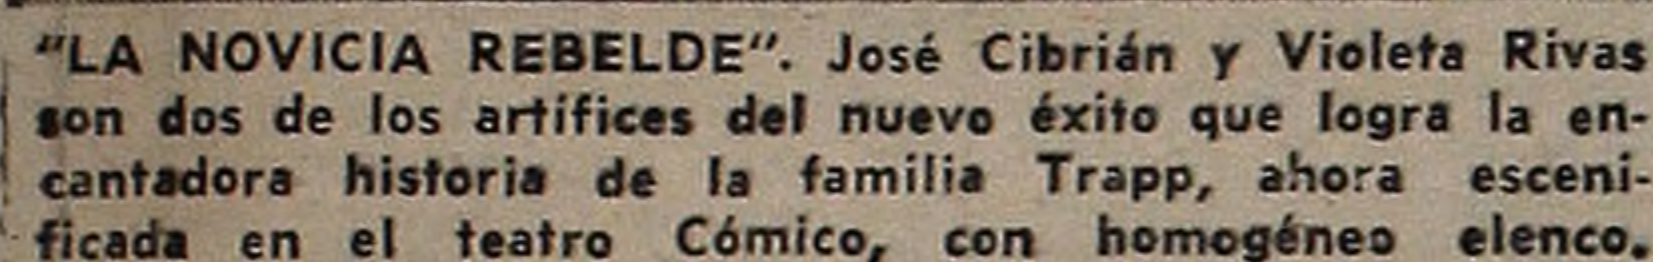 "LA NOVICIA REBELDE". José Cibrián y Violeta Rivas
son dos de los artífices del nuevo éxito que logra la en-
cantadora historia de la familia Trapp, ahora esceni-
ficada en el teatro Cómico, con homogéneo elenco.